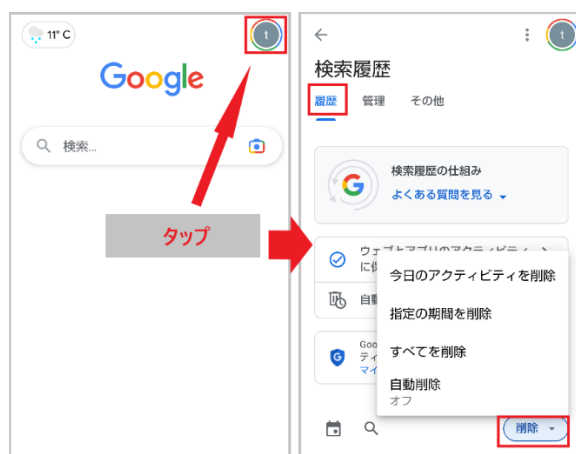 11° C
t
Google
検索...
タップ
t
検索履歴
履歴
管理
その他
検索履歴の仕組み
よくある質問を見る
G
今日のアクティビティを削除
指定の期間を削除
すべてを削除
自動削除
オフ
削除